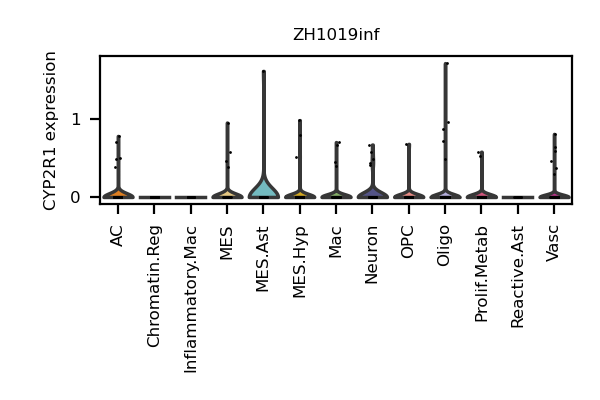 ZH1019inf
CYP2R1 expression
1
0
AC
Chromatin.Reg
Inflammatory.Mac
MES
MES.Ast
MES.Hyp
Mac
Neuron
OPC
Oligo
Prolif.Metab
Reactive.Ast
Vasc